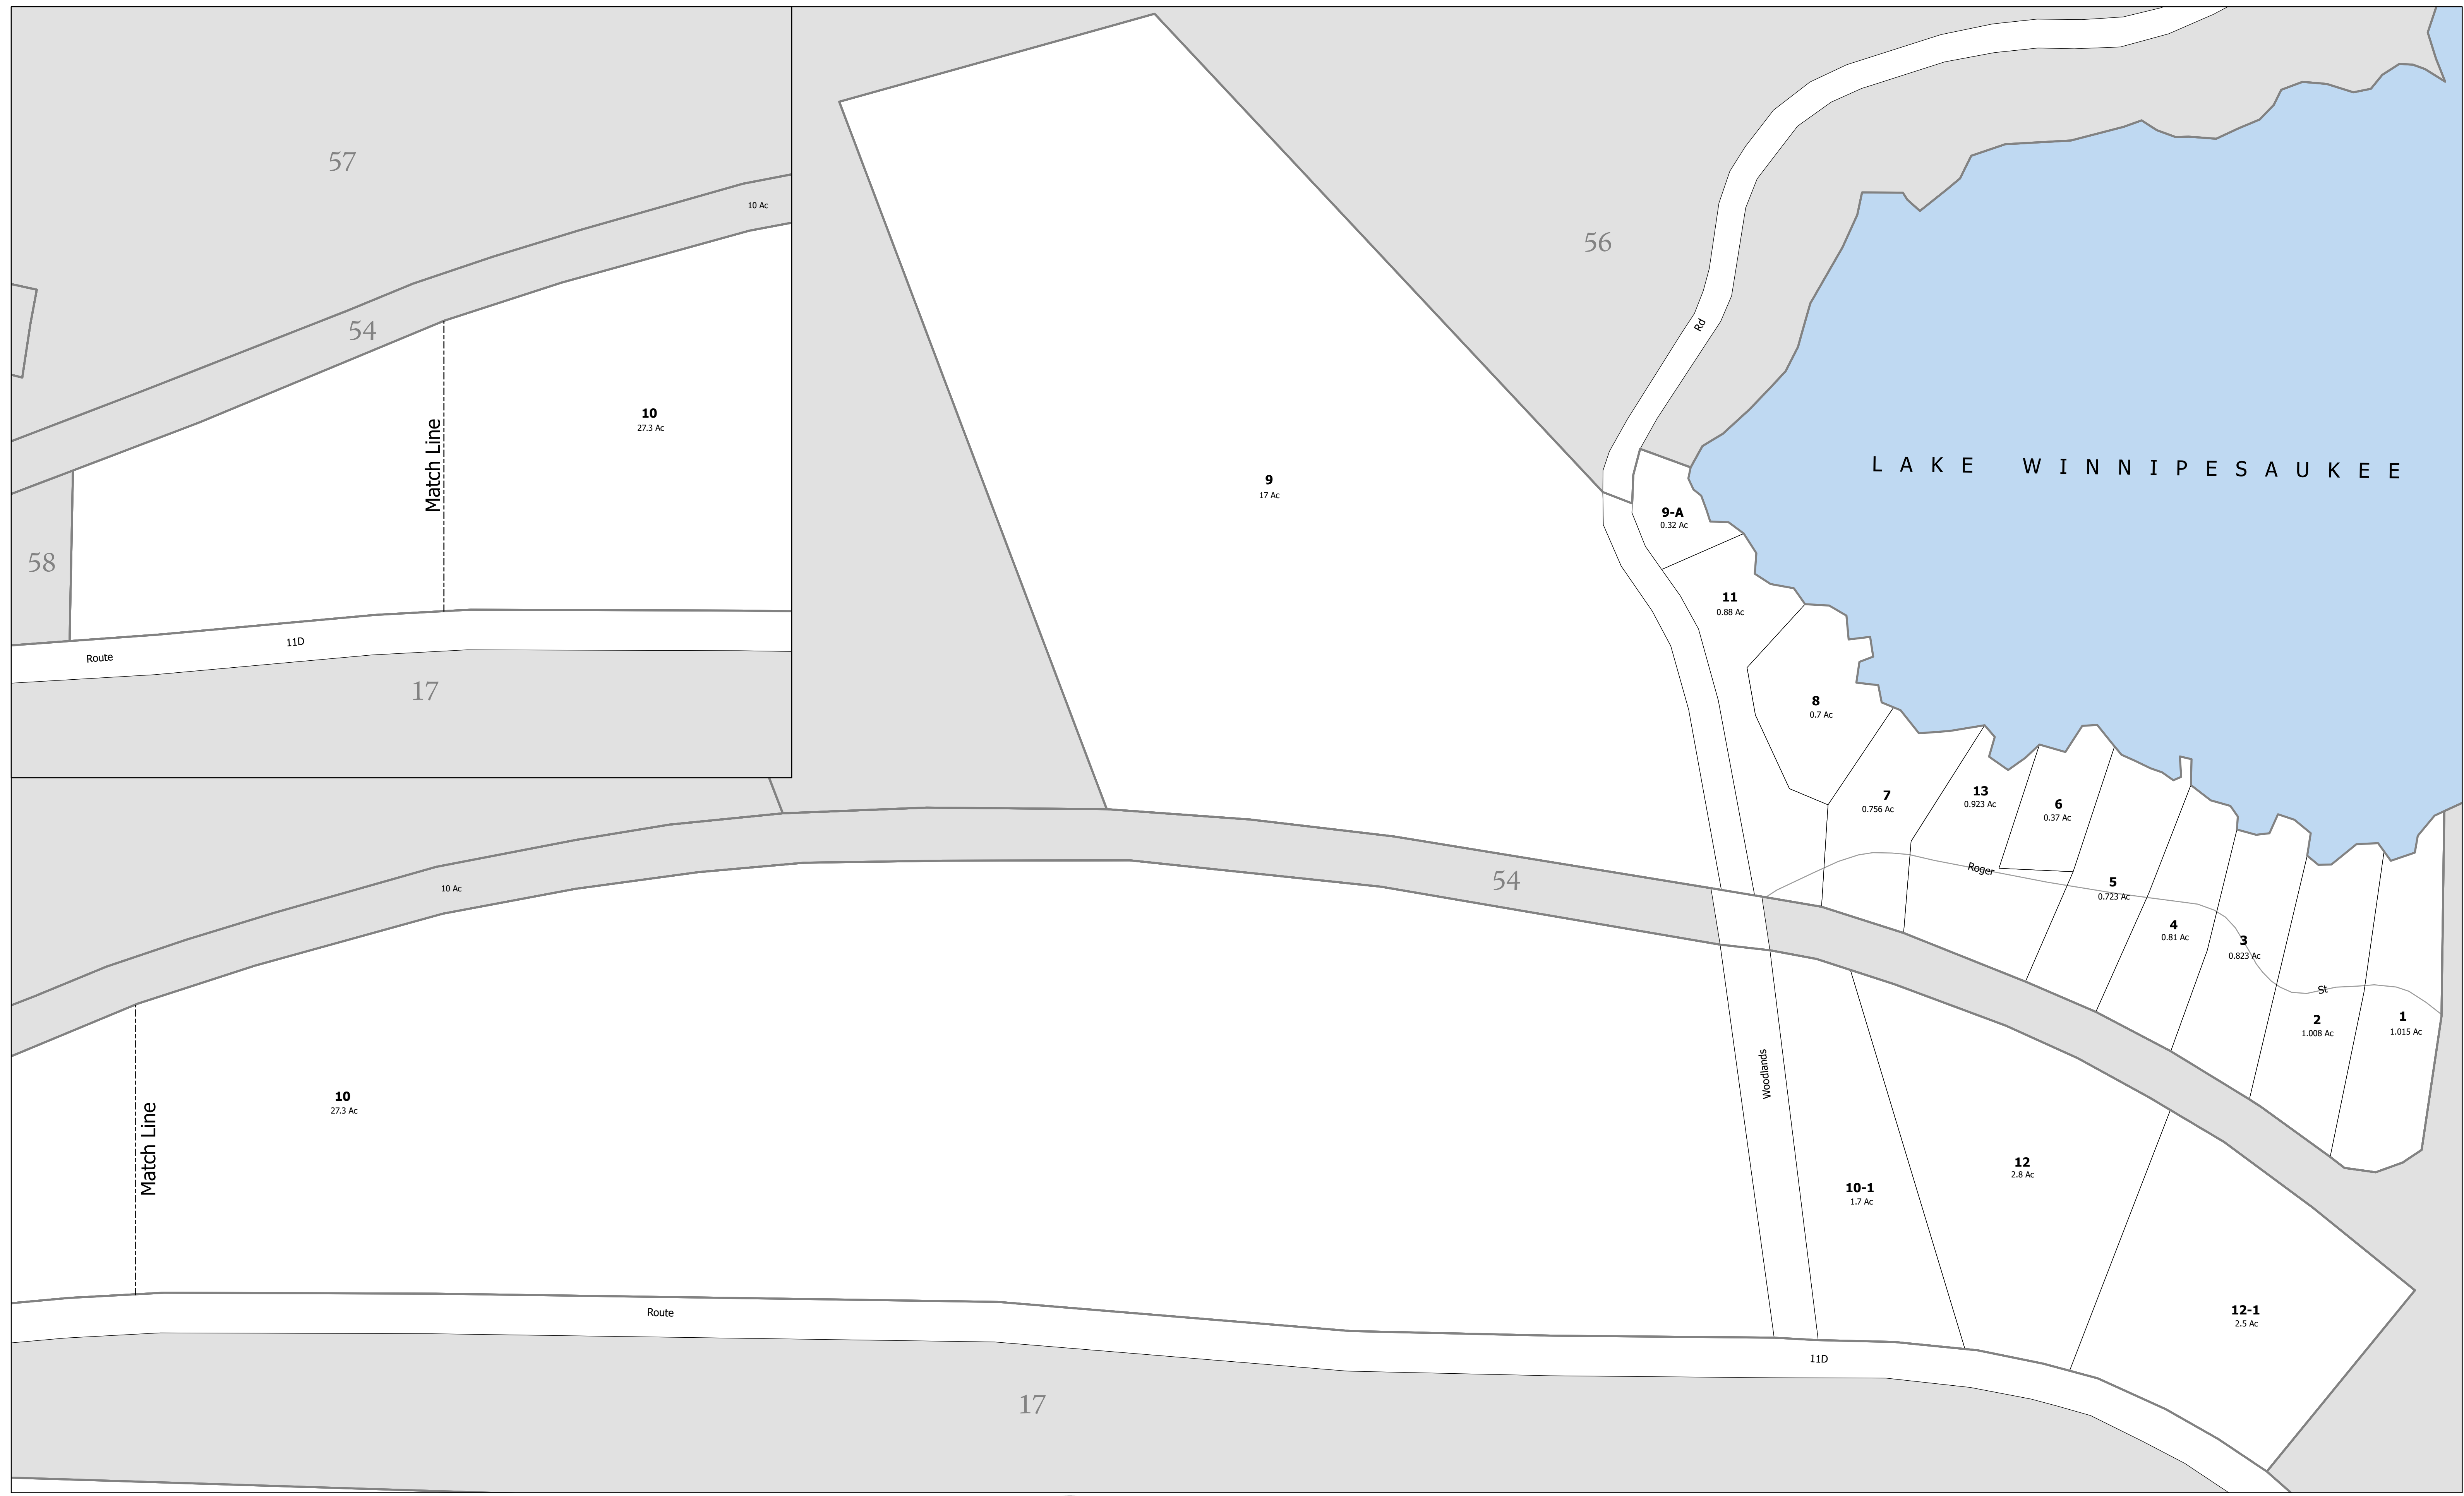 57
10 Ac
54
Match Line
10
27.3 Ac
58
Route
11D
17
56
Rd
LAKE WINNIPESAUKEE
9
17 Ac
9-A
0.32 Ac
11
0.88 Ac
8
0.7 Ac
7
0.756 Ac
13
0.923 Ac
6
0.37 Ac
Roger
5
0.723 Ac
4
0.81 Ac
3
0.823 Ac
St
2
1.008 Ac
1
1.015 Ac
10 Ac
54
Match Line
10
27.3 Ac
Woodlands
10-1
1.7 Ac
12
2.8 Ac
12-1
2.5 Ac
Route
11D
17